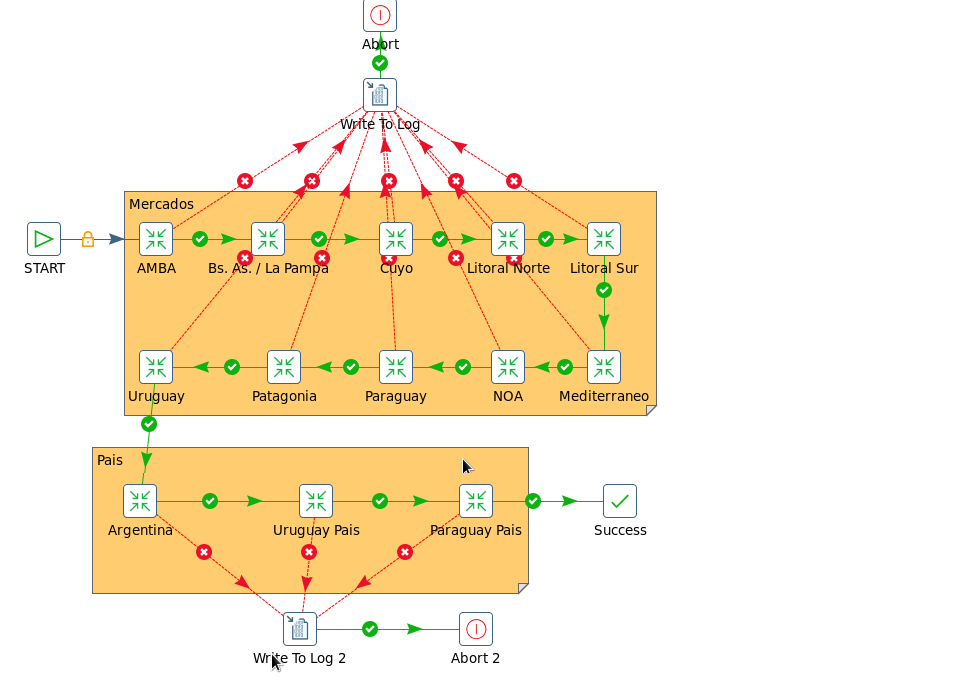 Abort
Write To Log
Mercados
START
AMBA
Bs. As. / La Pampa
Cuyo
Litoral Norte
Litoral Sur
Uruguay
Patagonia
Paraguay
NOA
Mediterraneo
Pais
Argentina
Uruguay Pais
Paraguay Pais
Success
Write To Log 2
Abort 2